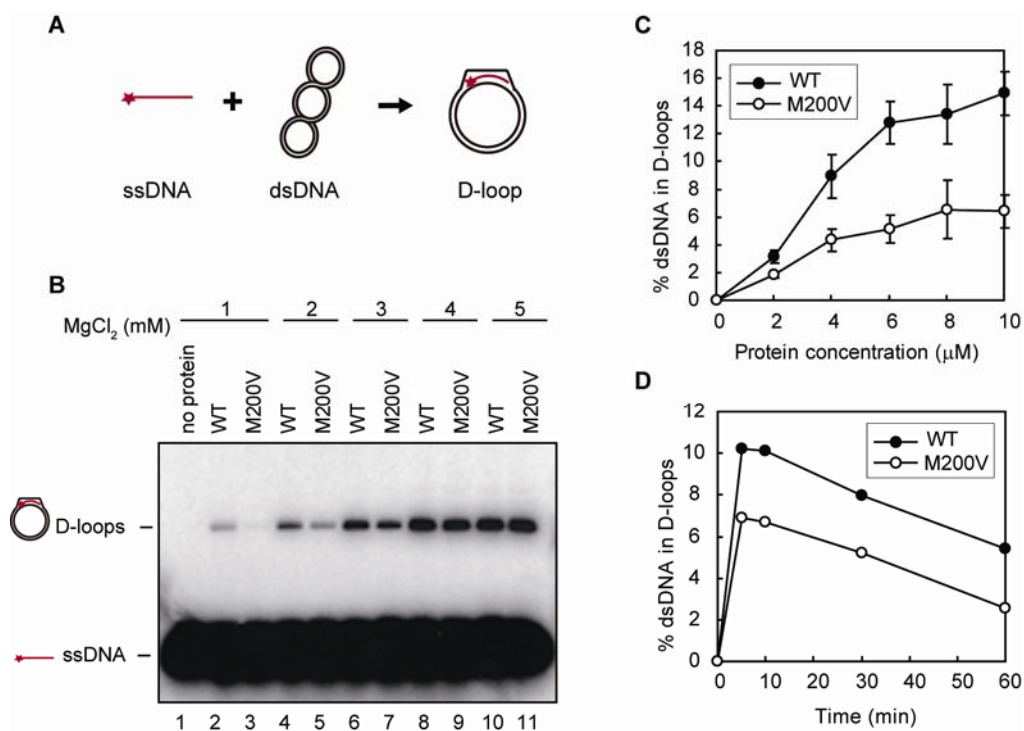 A
ssDNA
+
dsDNA
D-loop
B
MgCl2 (mM)
1 2 3 4 5
no protein
WT
M200V
WT
M200V
WT
M200V
WT
M200V
WT
M200V
D-loops
ssDNA
1 2 3 4 5 6 7 8 9 10 11
C
% dsDNA in D-loops
18
16
14
12
10
8
6
4
2
0
WT
M200V
0 2 4 6 8 10
Protein concentration (μM)
D
% dsDNA in D-loops
12
10
8
6
4
2
0
WT
M200V
0 10 20 30 40 50 60
Time (min)